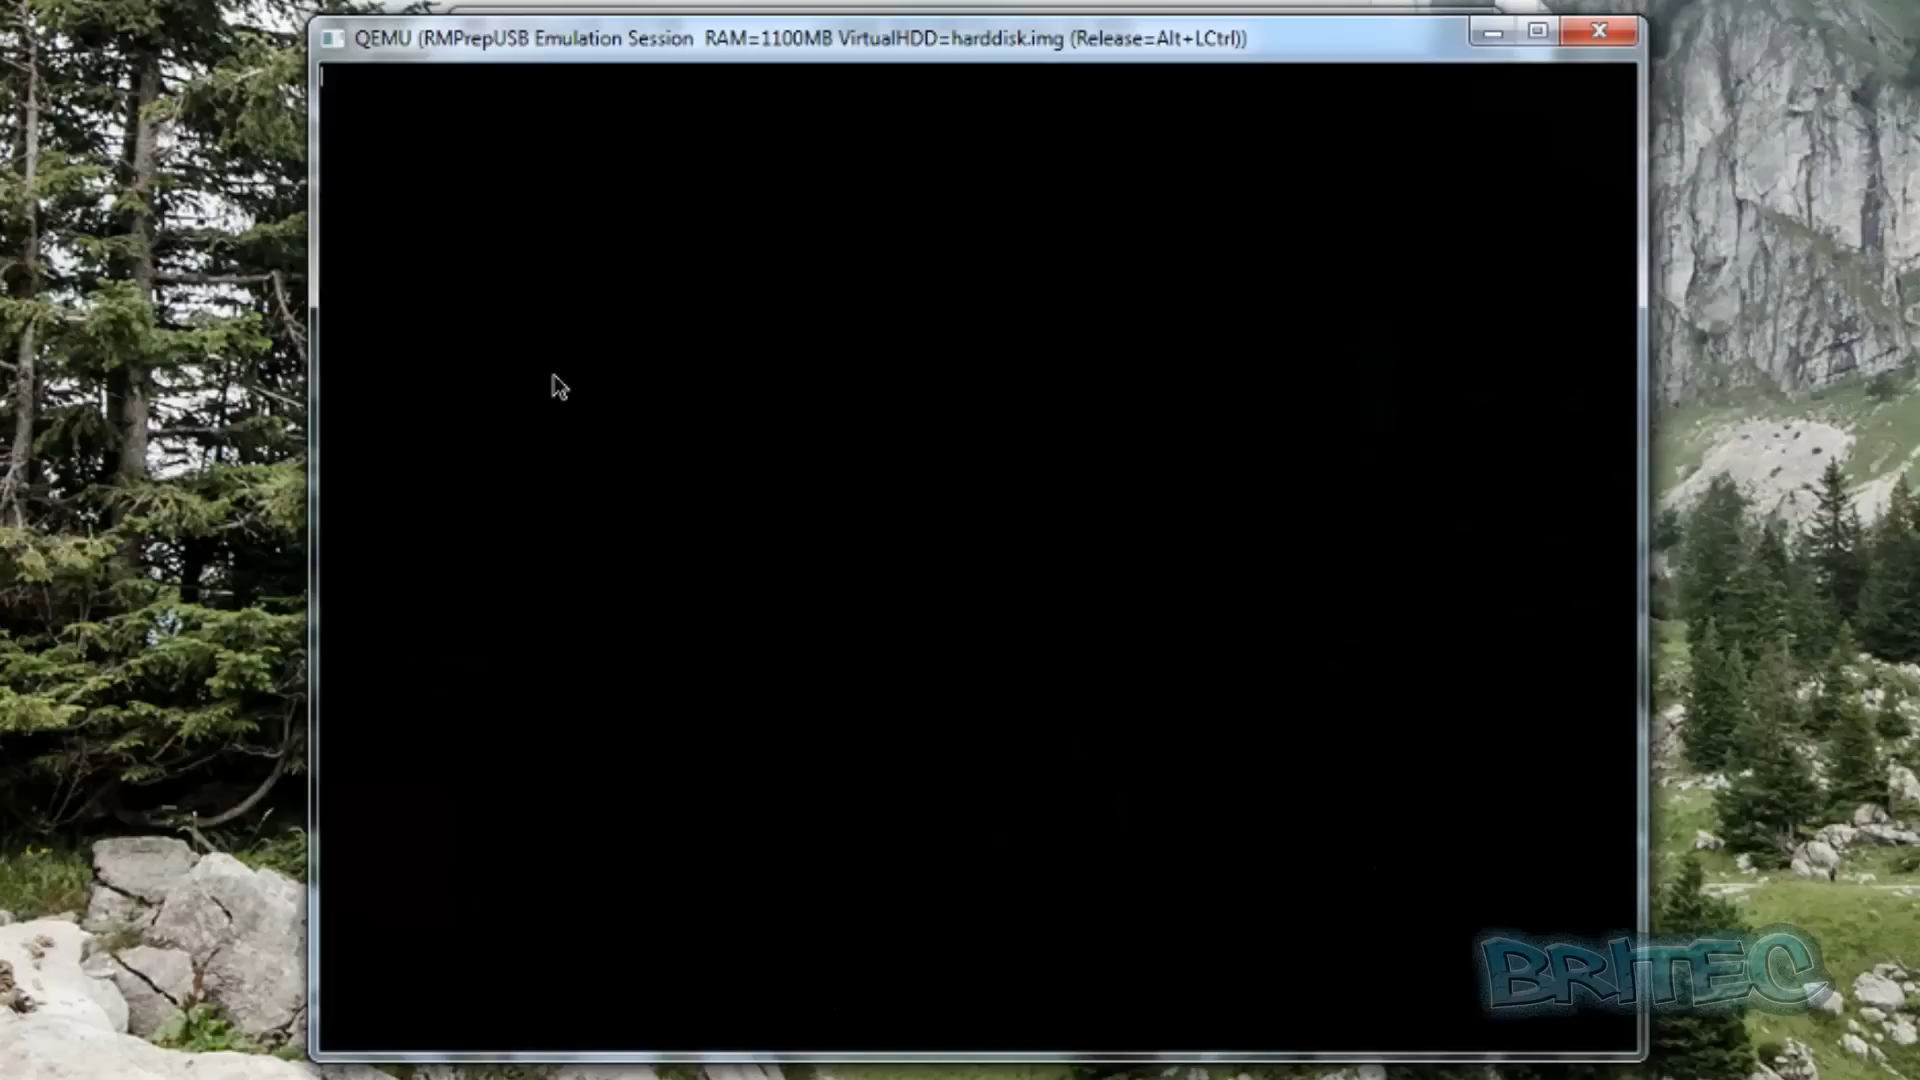 QEMU (RMPrepUSB Emulation Session RAM=1100MB VirtualHDD=harddisk.img (Release=Alt+LCtrl))
BRITEC